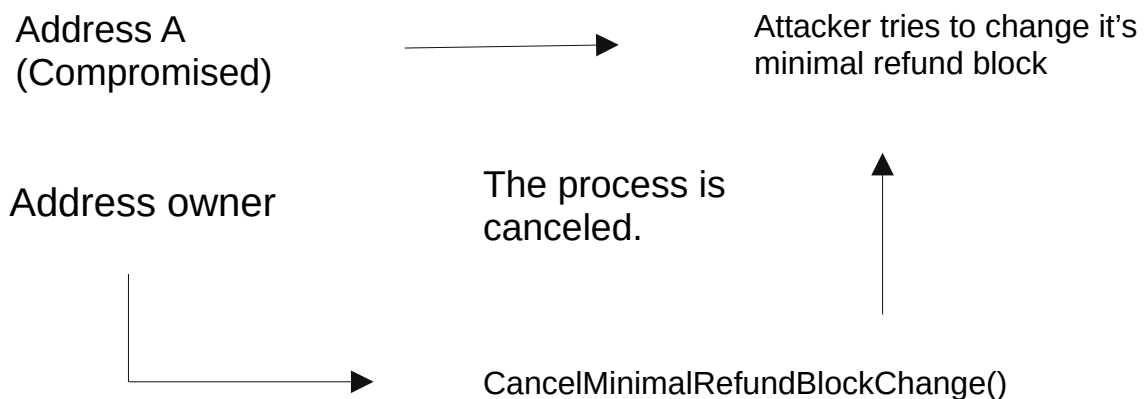 Address A
(Compromised)
Attacker tries to change it’s
minimal refund block
Address owner
The process is
canceled.
CancelMinimalRefundBlockChange()